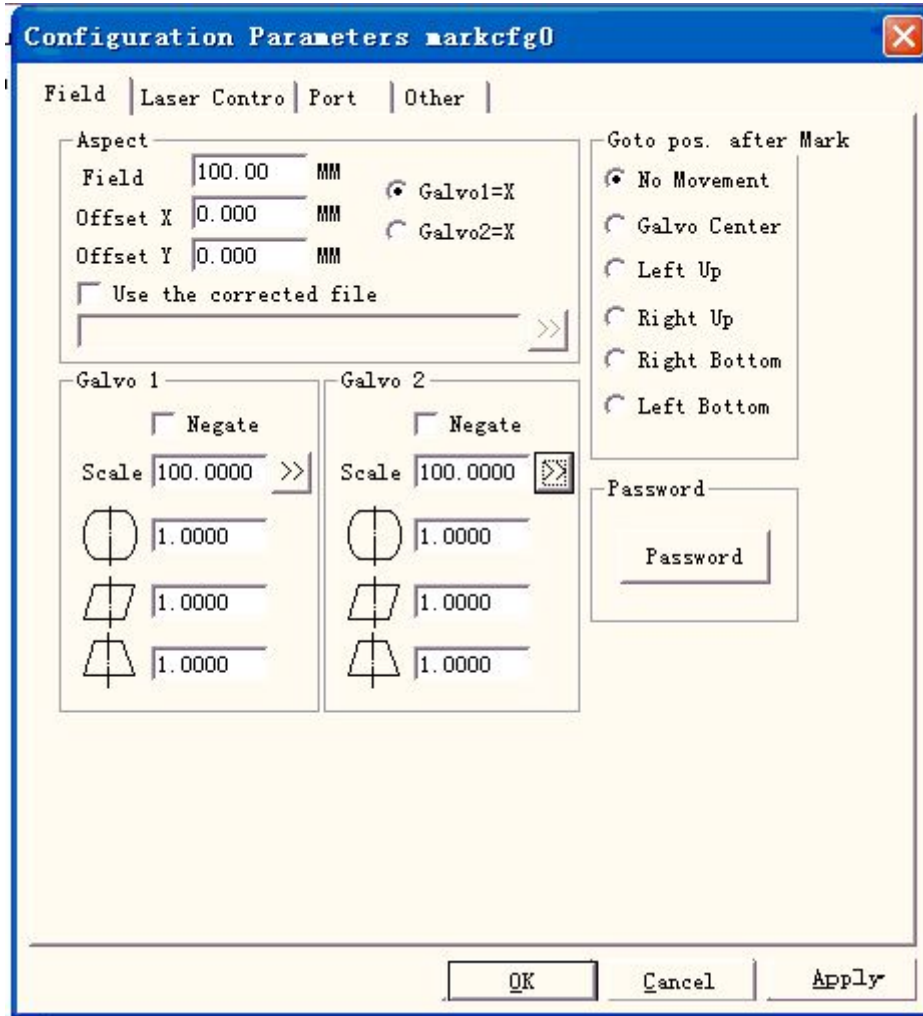 Configuration Parameters markcfg0
Field Laser Contro Port Other
Aspect
Field 100.00 MM
Offset X 0.000 MM
Offset Y 0.000 MM
Galvo1=X
Galvo2=X
Use the corrected file
>>
Goto pos. after Mark
No Movement
Galvo Center
Left Up
Right Up
Right Bottom
Left Bottom
Galvo 1
Negate
Scale 100.0000 >>
1.0000
1.0000
1.0000
Galvo 2
Negate
Scale 100.0000 >>
1.0000
1.0000
1.0000
Password
Password
OK Cancel Apply